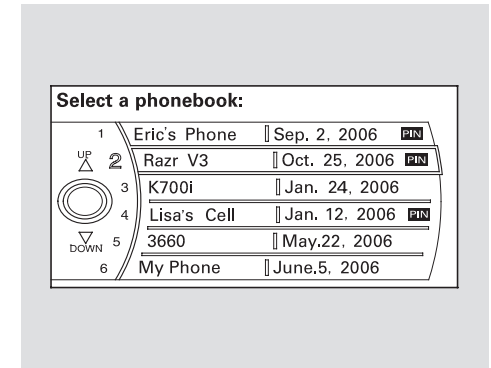 Select a phonebook:
1 Eric's Phone Sep. 2, 2006 PIN
UP 2 Razr V3 Oct. 25, 2006 PIN
3 K700i Jan. 24, 2006
4 Lisa's Cell Jan. 12, 2006 PIN
DOWN 5 3660 May.22, 2006
6 My Phone June.5, 2006